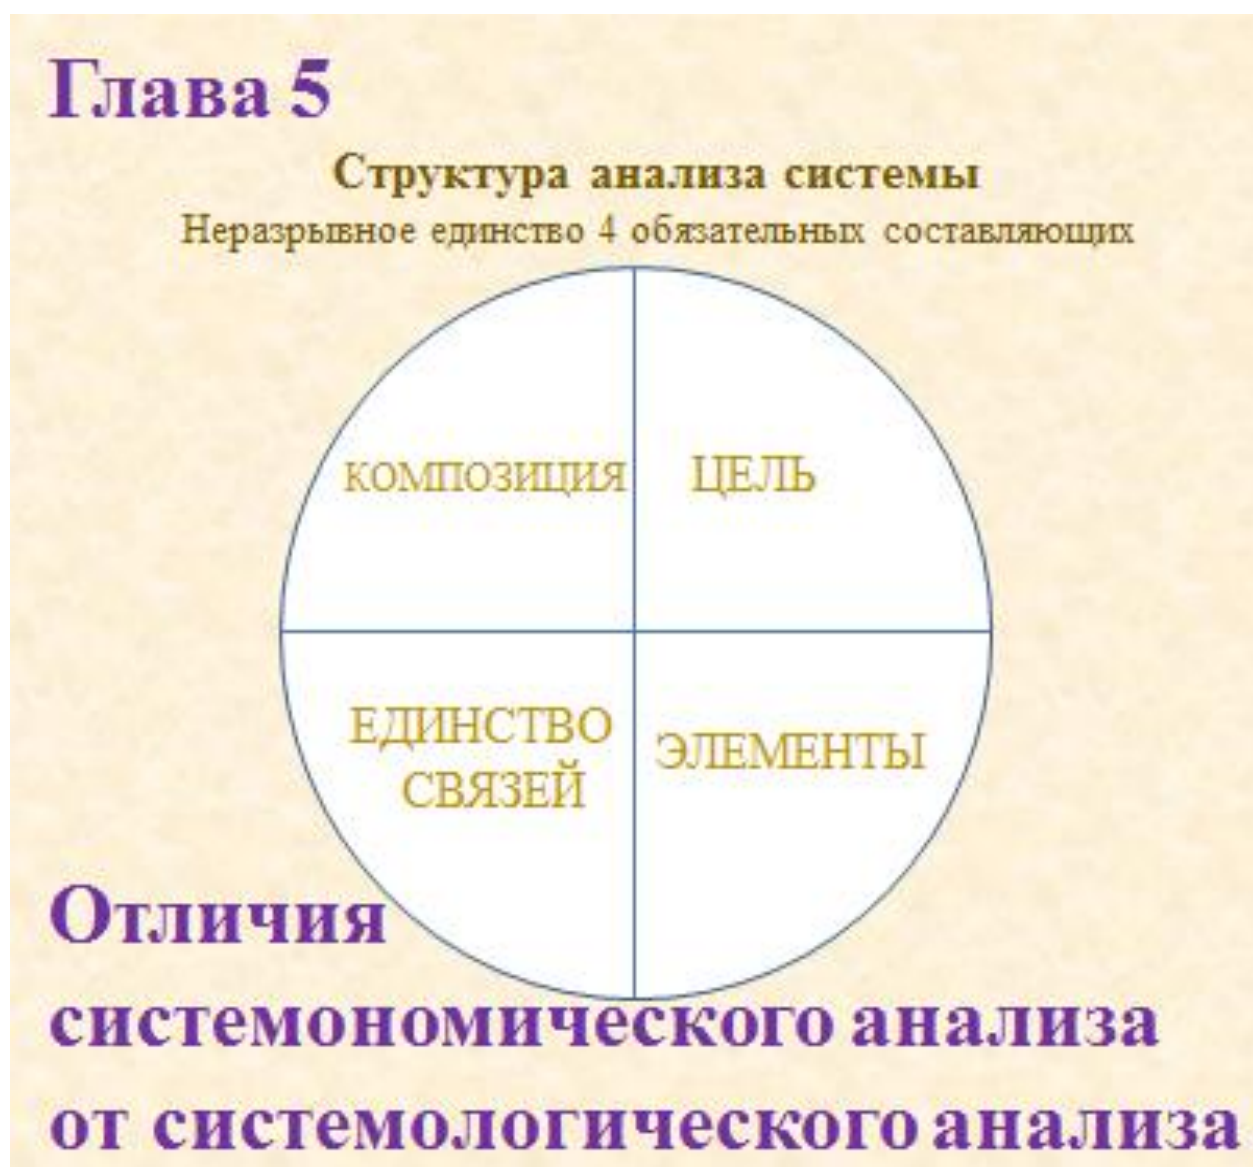 Глава 5
Структура анализа системы
Неразрывное единство 4 обязательных составляющих
КОМПОЗИЦИЯ
ЦЕЛЬ
ЕДИНСТВО
СВЯЗЕЙ
ЭЛЕМЕНТЫ
Отличия
системономического анализа
от системологического анализа